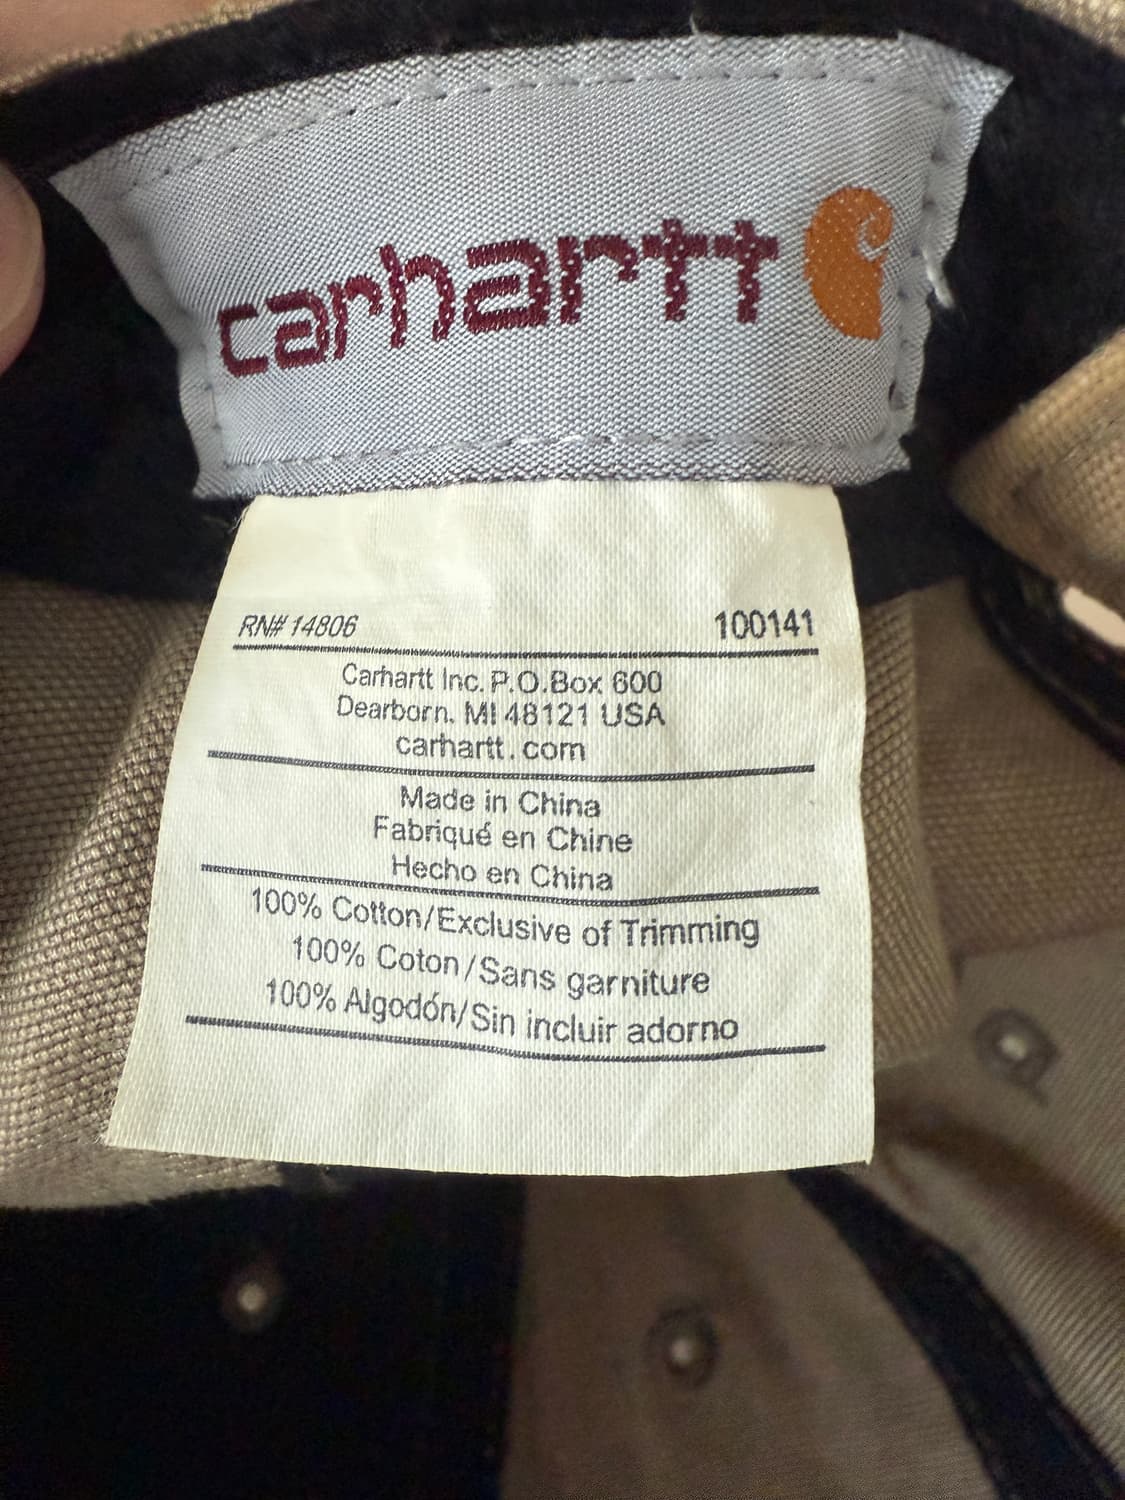 carhartt
RN# 14806 100141
Carhartt Inc. P.O.Box 600
Dearborn, MI 48121 USA
carhartt.com
Made in China
Fabriqué en Chine
Hecho en China
100% Cotton/Exclusive of Trimming
100% Coton/Sans garniture
100% Algodón/Sin incluir adorno